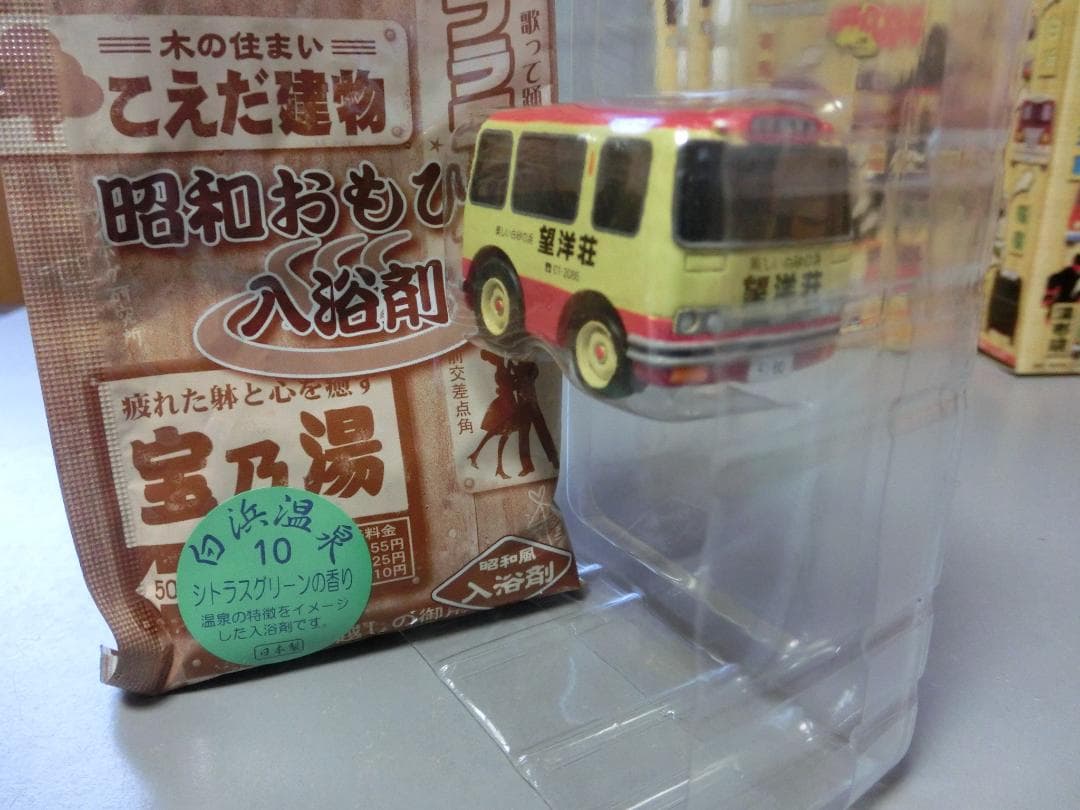 木の住まい
こえだ建物
歌って踊
昭和おもひ
入浴剤
疲れた躰と心を癒す
宝乃湯
交差点角
料金
55円
25円
10円
50
昭和風
入浴剤
白浜温泉
10
シトラスグリーンの香り
温泉の特徴をイメージ
した入浴剤です。
日本製
の御用
美しい白砂の浜
望洋荘
望洋荘